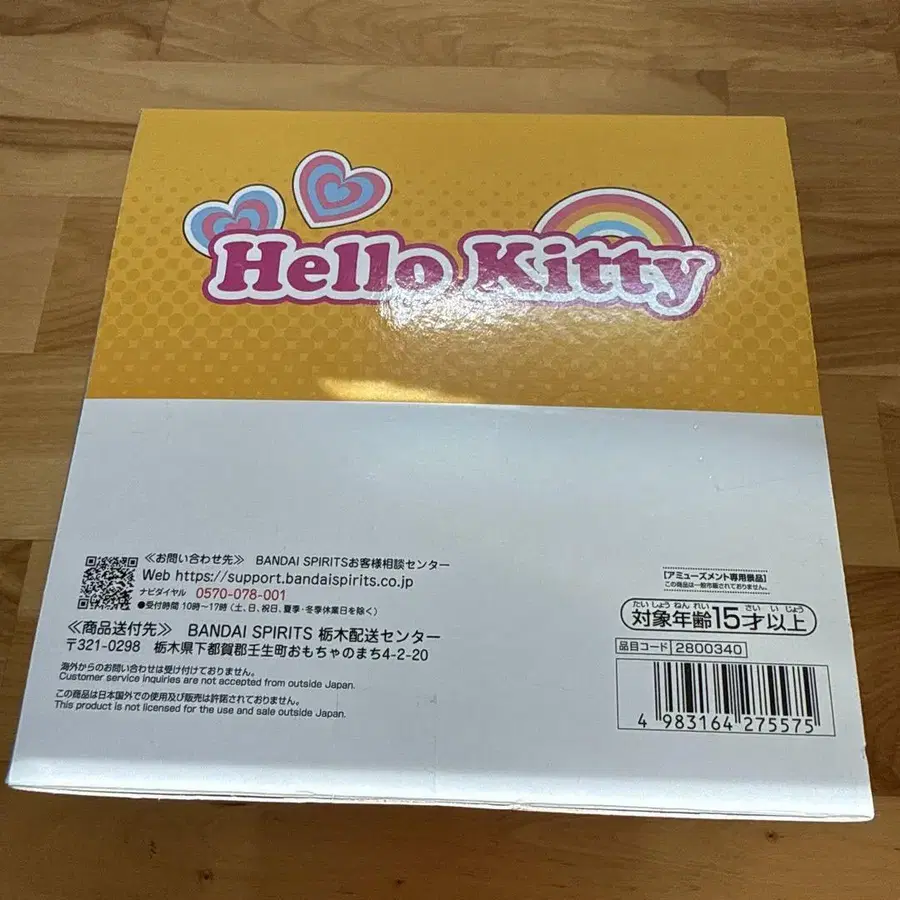 Hello Kitty
≪お問い合わせ先≫ BANDAI SPIRITSお客様相談センター
Web https://support.bandaispirits.co.jp
ナビダイヤル 0570-078-001
●受付時間 10時～17時 (土、日、祝日、夏季・冬季休業日を除く)
≪商品送付先≫ BANDAI SPIRITS 栃木配送センター
〒321-0298 栃木県下都賀郡壬生町おもちゃのまち4-2-20
海外からのお問い合わせは受け付けておりません。
Customer service inquiries are not accepted from outside Japan.
この商品は日本国外での使用及び販売は許諾されておりません。
This product is not licensed for the use and sale outside Japan.
[アミューズメント専用景品]
この商品は一般市販されておりません。
たいしょうねんれい さいいじょう
対象年齢15才以上
品目コード 2800340
4 983164 275575